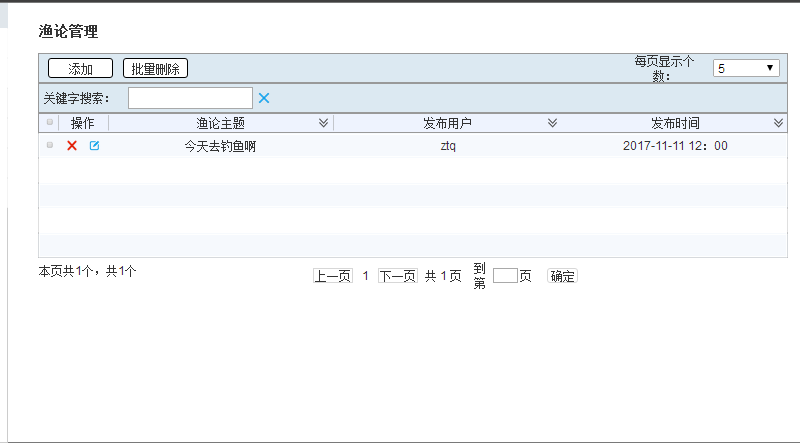 渔论管理
添加 批量删除 每页显示个数： 5
关键字搜索：
操作 渔论主题 发布用户 发布时间
今天去钓鱼啊 ztq 2017-11-11 12：00
本页共1个，共1个 上一页 1 下一页 共 1 页 到第 页 确定